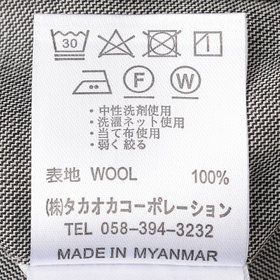 30
F W
・中性洗剤使用
・洗濯ネット使用
・当て布使用
・弱く絞る
表地 WOOL 100%
㈱タカオカコーポレーション
TEL 058-394-3232
MADE IN MYANMAR